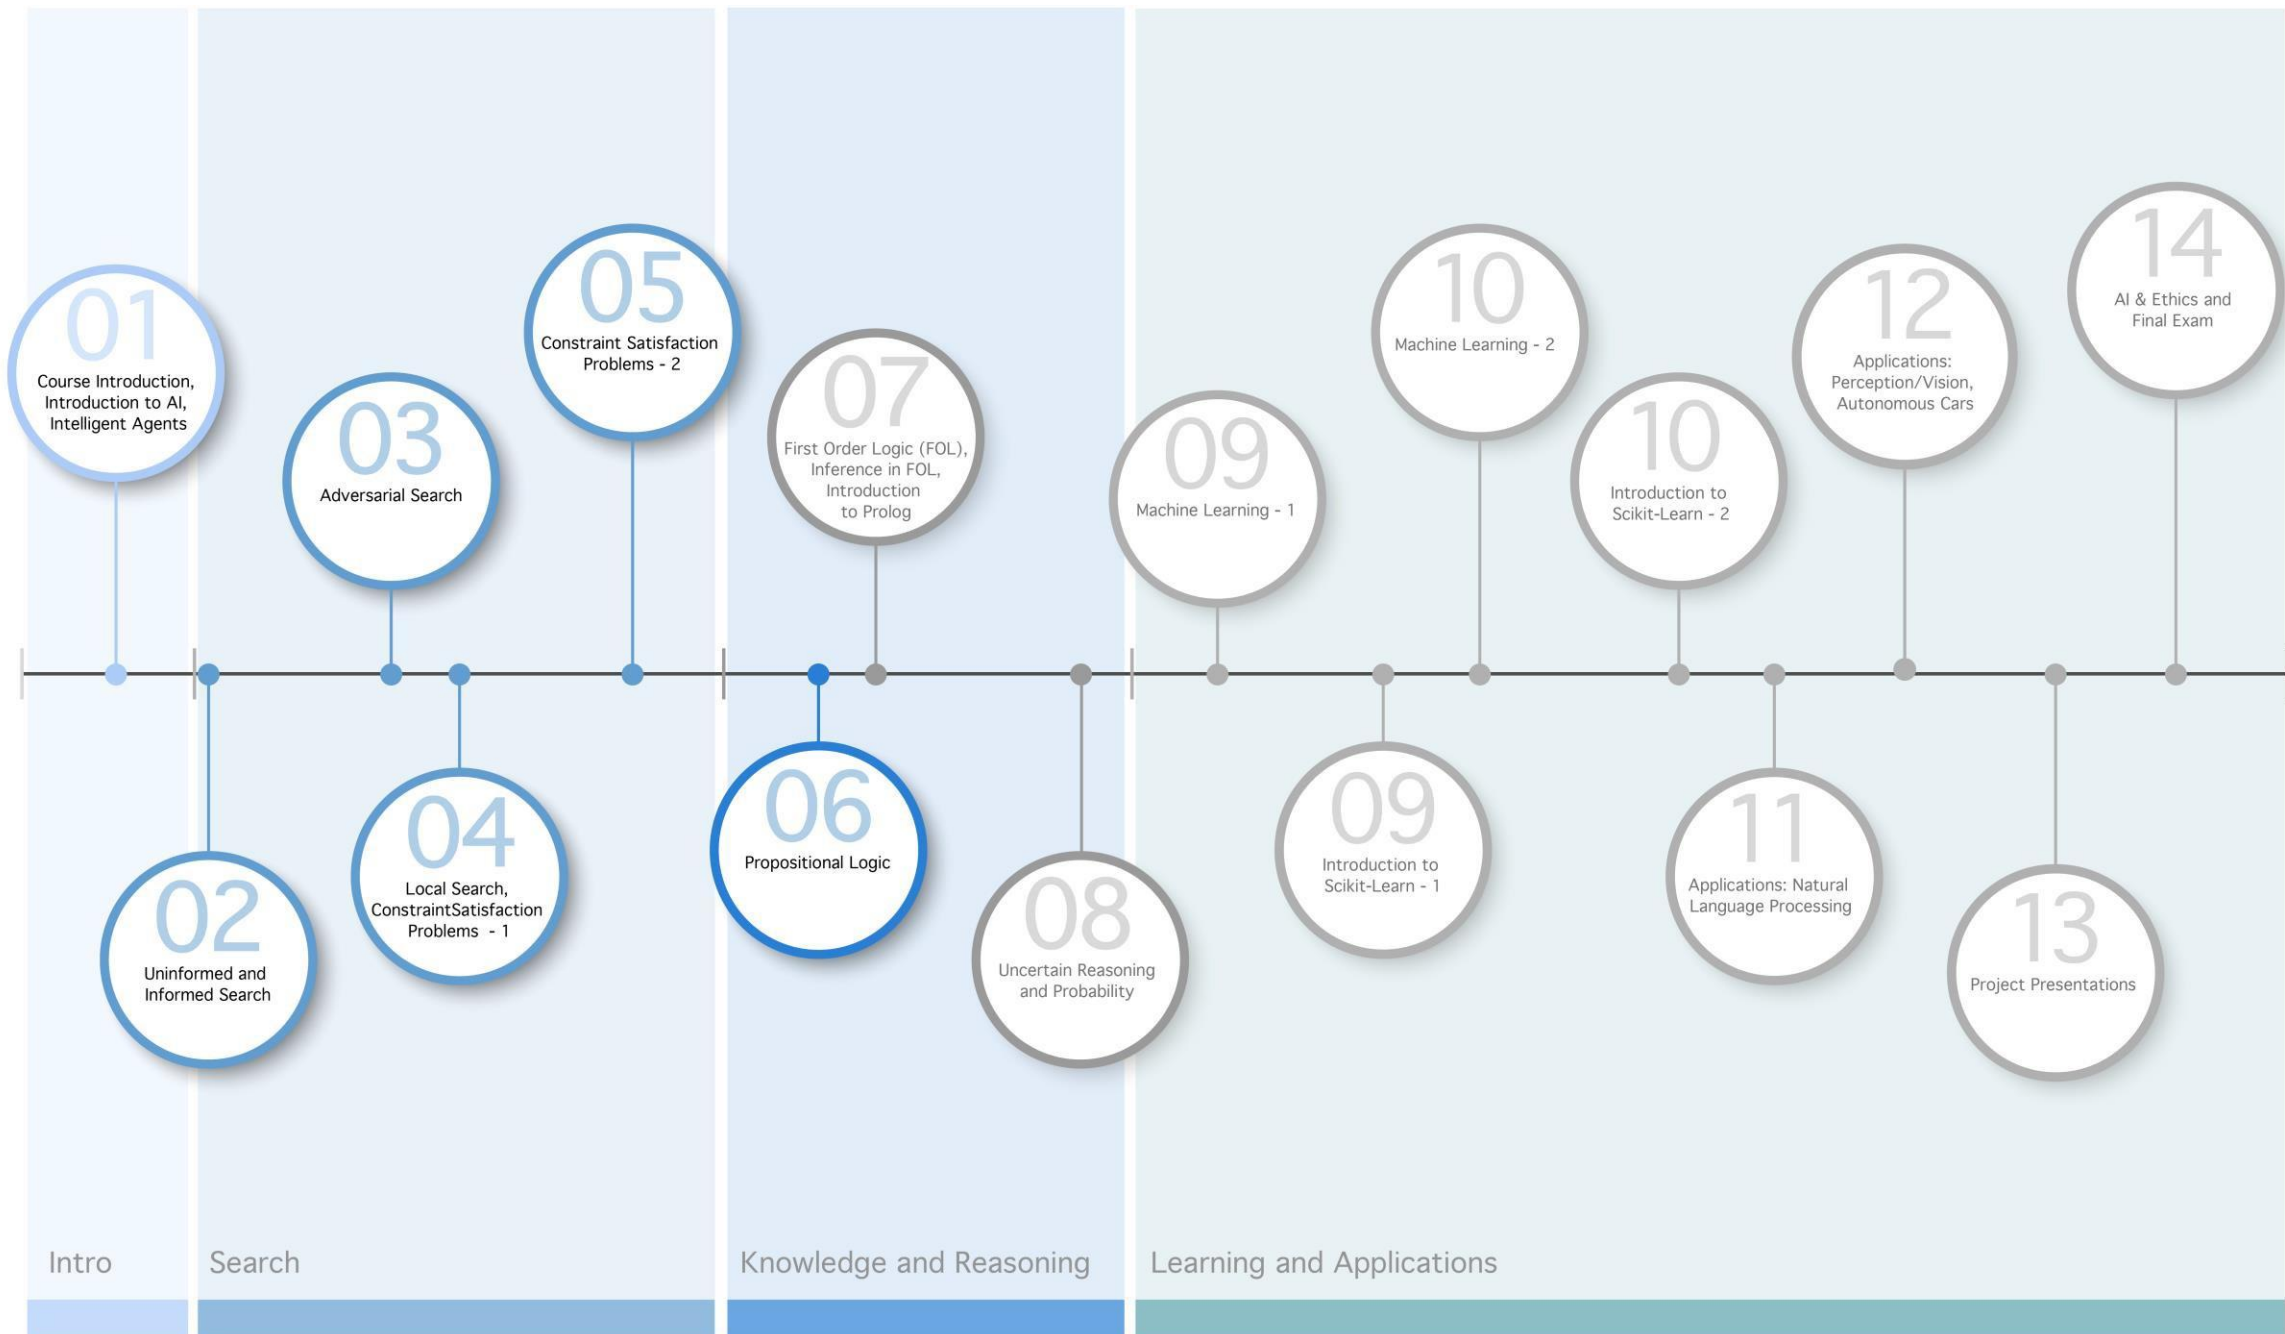 01
Course Introduction,
Introduction to AI,
Intelligent Agents
02
Uninformed and
Informed Search
03
Adversarial Search
04
Local Search,
ConstraintSatisfaction
Problems - 1
05
Constraint Satisfaction
Problems - 2
06
Propositional Logic
07
First Order Logic (FOL),
Inference in FOL,
Introduction
to Prolog
08
Uncertain Reasoning
and Probability
09
Machine Learning - 1
09
Introduction to
Scikit-Learn - 1
10
Machine Learning - 2
10
Introduction to
Scikit-Learn - 2
11
Applications: Natural
Language Processing
12
Applications:
Perception/Vision,
Autonomous Cars
13
Project Presentations
14
AI & Ethics and
Final Exam
Intro
Search
Knowledge and Reasoning
Learning and Applications